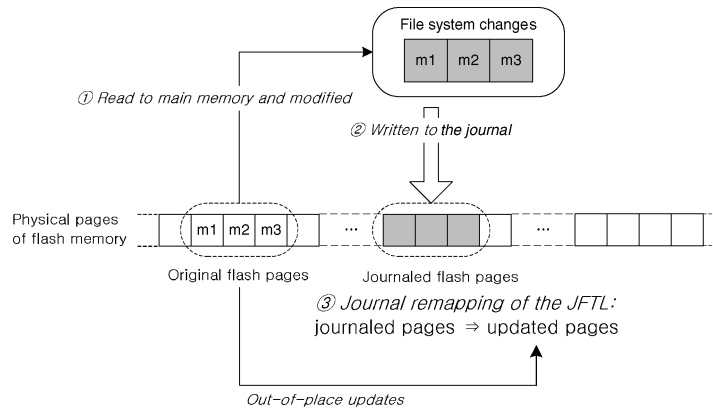 File system changes
m1 m2 m3
① Read to main memory and modified
② Written to the journal
Physical pages
of flash memory
m1 m2 m3
...
...
Original flash pages
Journaled flash pages
③ Journal remapping of the JFTL:
journaled pages ⇒ updated pages
Out-of-place updates